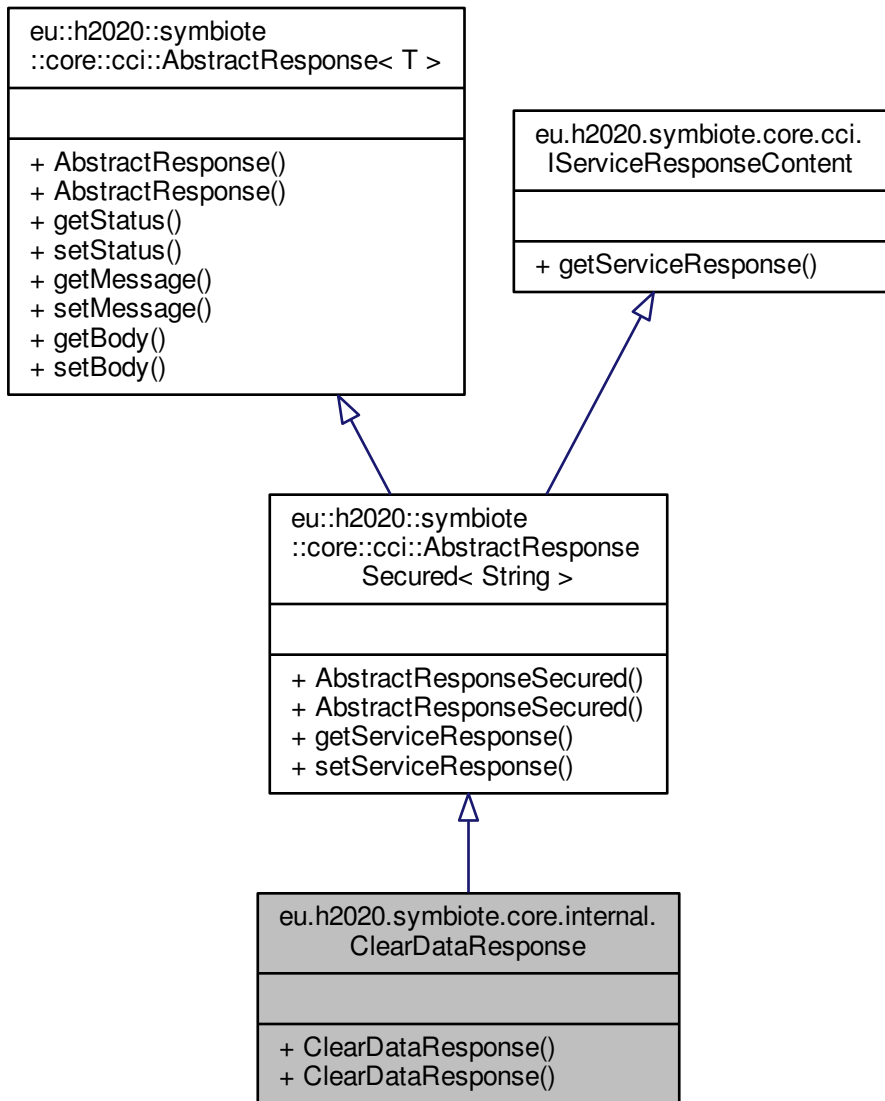 eu::h2020::symbiote
::core::cci::AbstractResponse< T >
+ AbstractResponse()
+ AbstractResponse()
+ getStatus()
+ setStatus()
+ getMessage()
+ setMessage()
+ getBody()
+ setBody()
eu.h2020.symbiote.core.cci.
IServiceResponseContent
+ getServiceResponse()
eu::h2020::symbiote
::core::cci::AbstractResponse
Secured< String >
+ AbstractResponseSecured()
+ AbstractResponseSecured()
+ getServiceResponse()
+ setServiceResponse()
eu.h2020.symbiote.core.internal.
ClearDataResponse
+ ClearDataResponse()
+ ClearDataResponse()